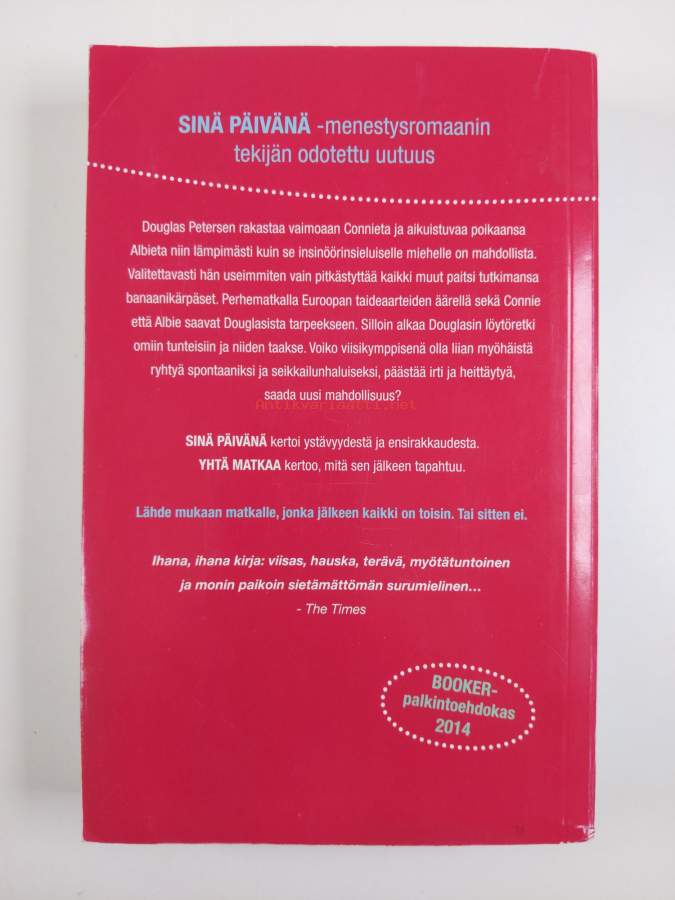 SINÄ PÄIVÄNÄ -menestysromaanin
tekijän odotettu uutuus
Douglas Petersen rakastaa vaimoaan Connieta ja aikuistuvaa poikaansa
Albieta niin lämpimästi kuin se insinöörinsieluiselle miehelle on mahdollista.
Valitettavasti hän useimmiten vain pitkästyttää kaikki muut paitsi tutkimansa
banaanikärpäset. Perhematkalla Euroopan taideaarteiden äärellä sekä Connie
että Albie saavat Douglasista tarpeekseen. Silloin alkaa Douglasin löytöretki
omiin tunteisiin ja niiden taakse. Voiko viisikymppisenä olla liian myöhäistä
ryhtyä spontaaniksi ja seikkailunhaluiseksi, päästää irti ja heittäytyä,
saada uusi mahdollisuus?
Antikvariaatti.net
SINÄ PÄIVÄNÄ kertoi ystävyydestä ja ensirakkaudesta.
YHTÄ MATKAA kertoo, mitä sen jälkeen tapahtuu.
Lähde mukaan matkalle, jonka jälkeen kaikki on toisin. Tai sitten ei.
Ihana, ihana kirja: viisas, hauska, terävä, myötätuntoinen
ja monin paikoin sietämättömän surumielinen...
- The Times
BOOKER-
palkintoehdokas
2014